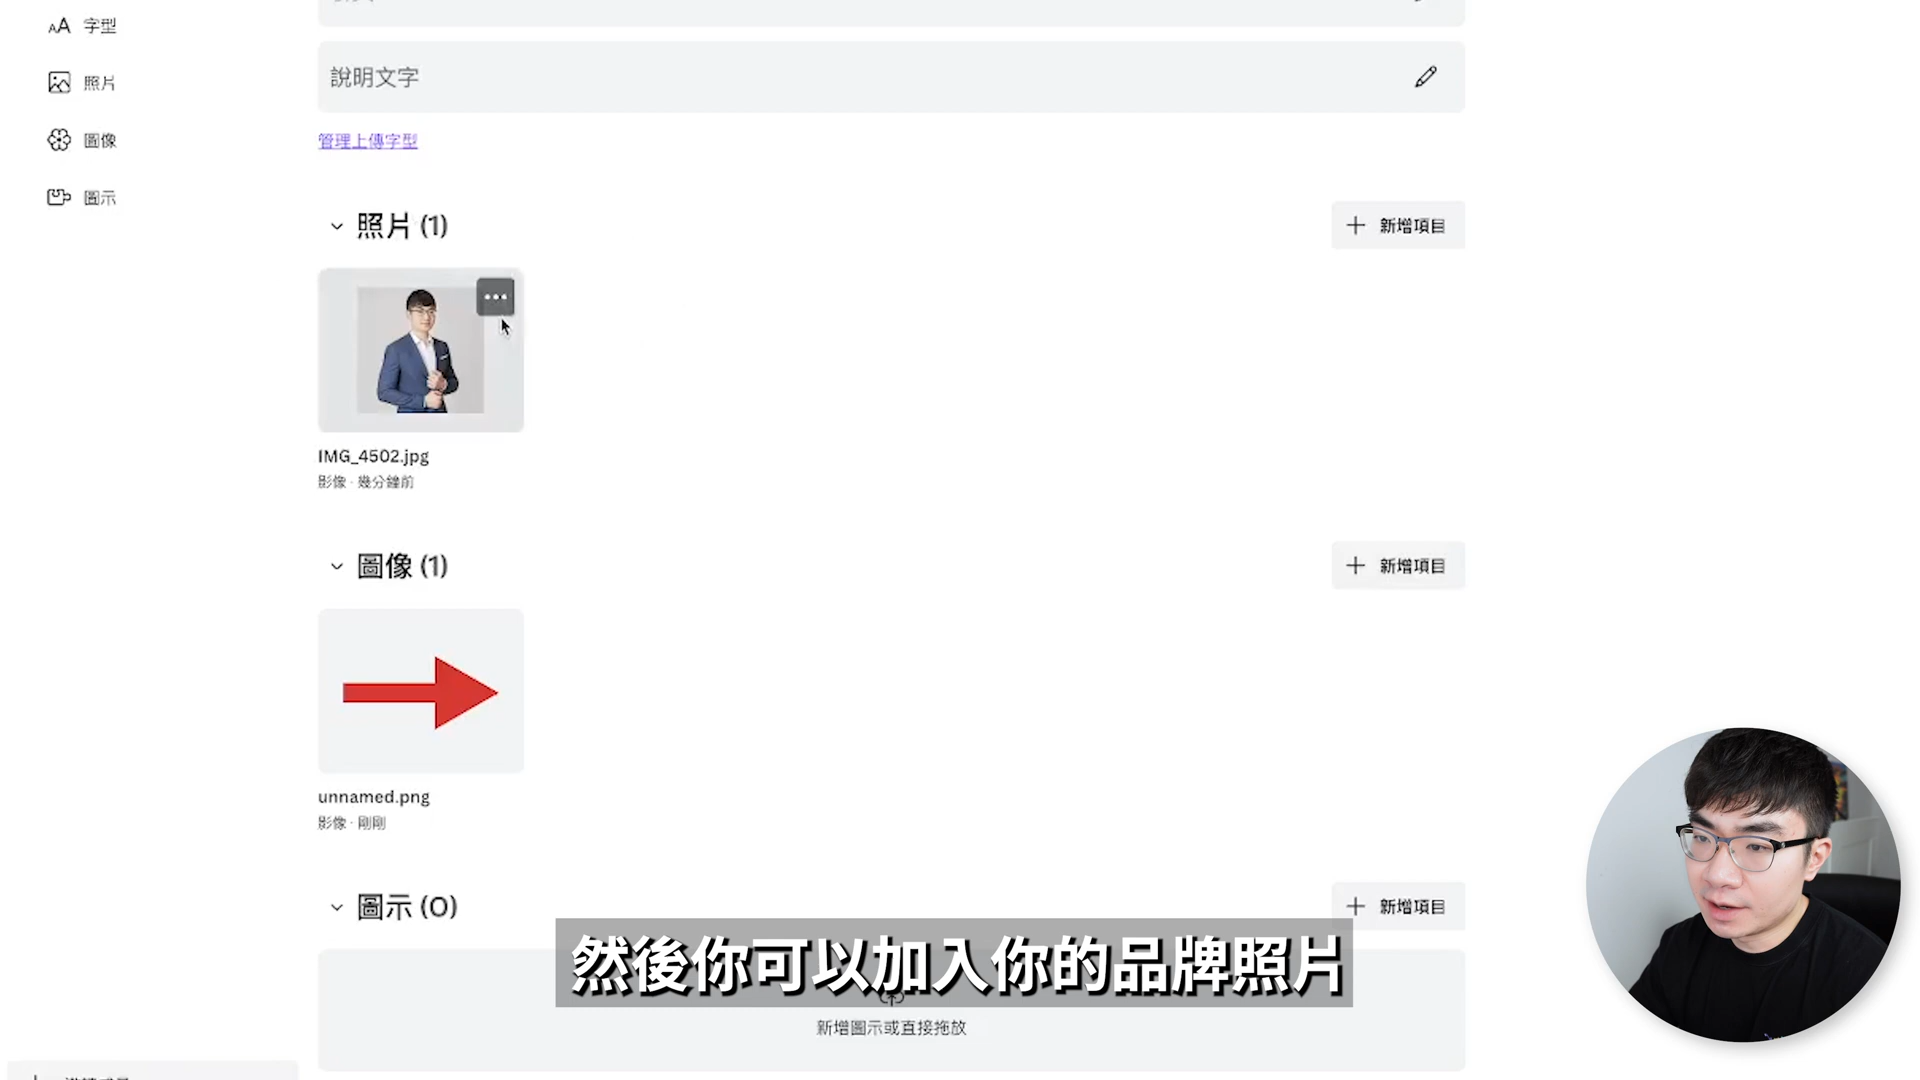 字型
照片
圖像
圖示
說明文字
管理上傳字型
照片 (1)
新增項目
IMG_4502.jpg
影像 · 幾分鐘前
圖像 (1)
新增項目
unnamed.png
影像 · 剛剛
圖示 (0)
新增項目
然後你可以加入你的品牌照片
新增圖示或直接拖放